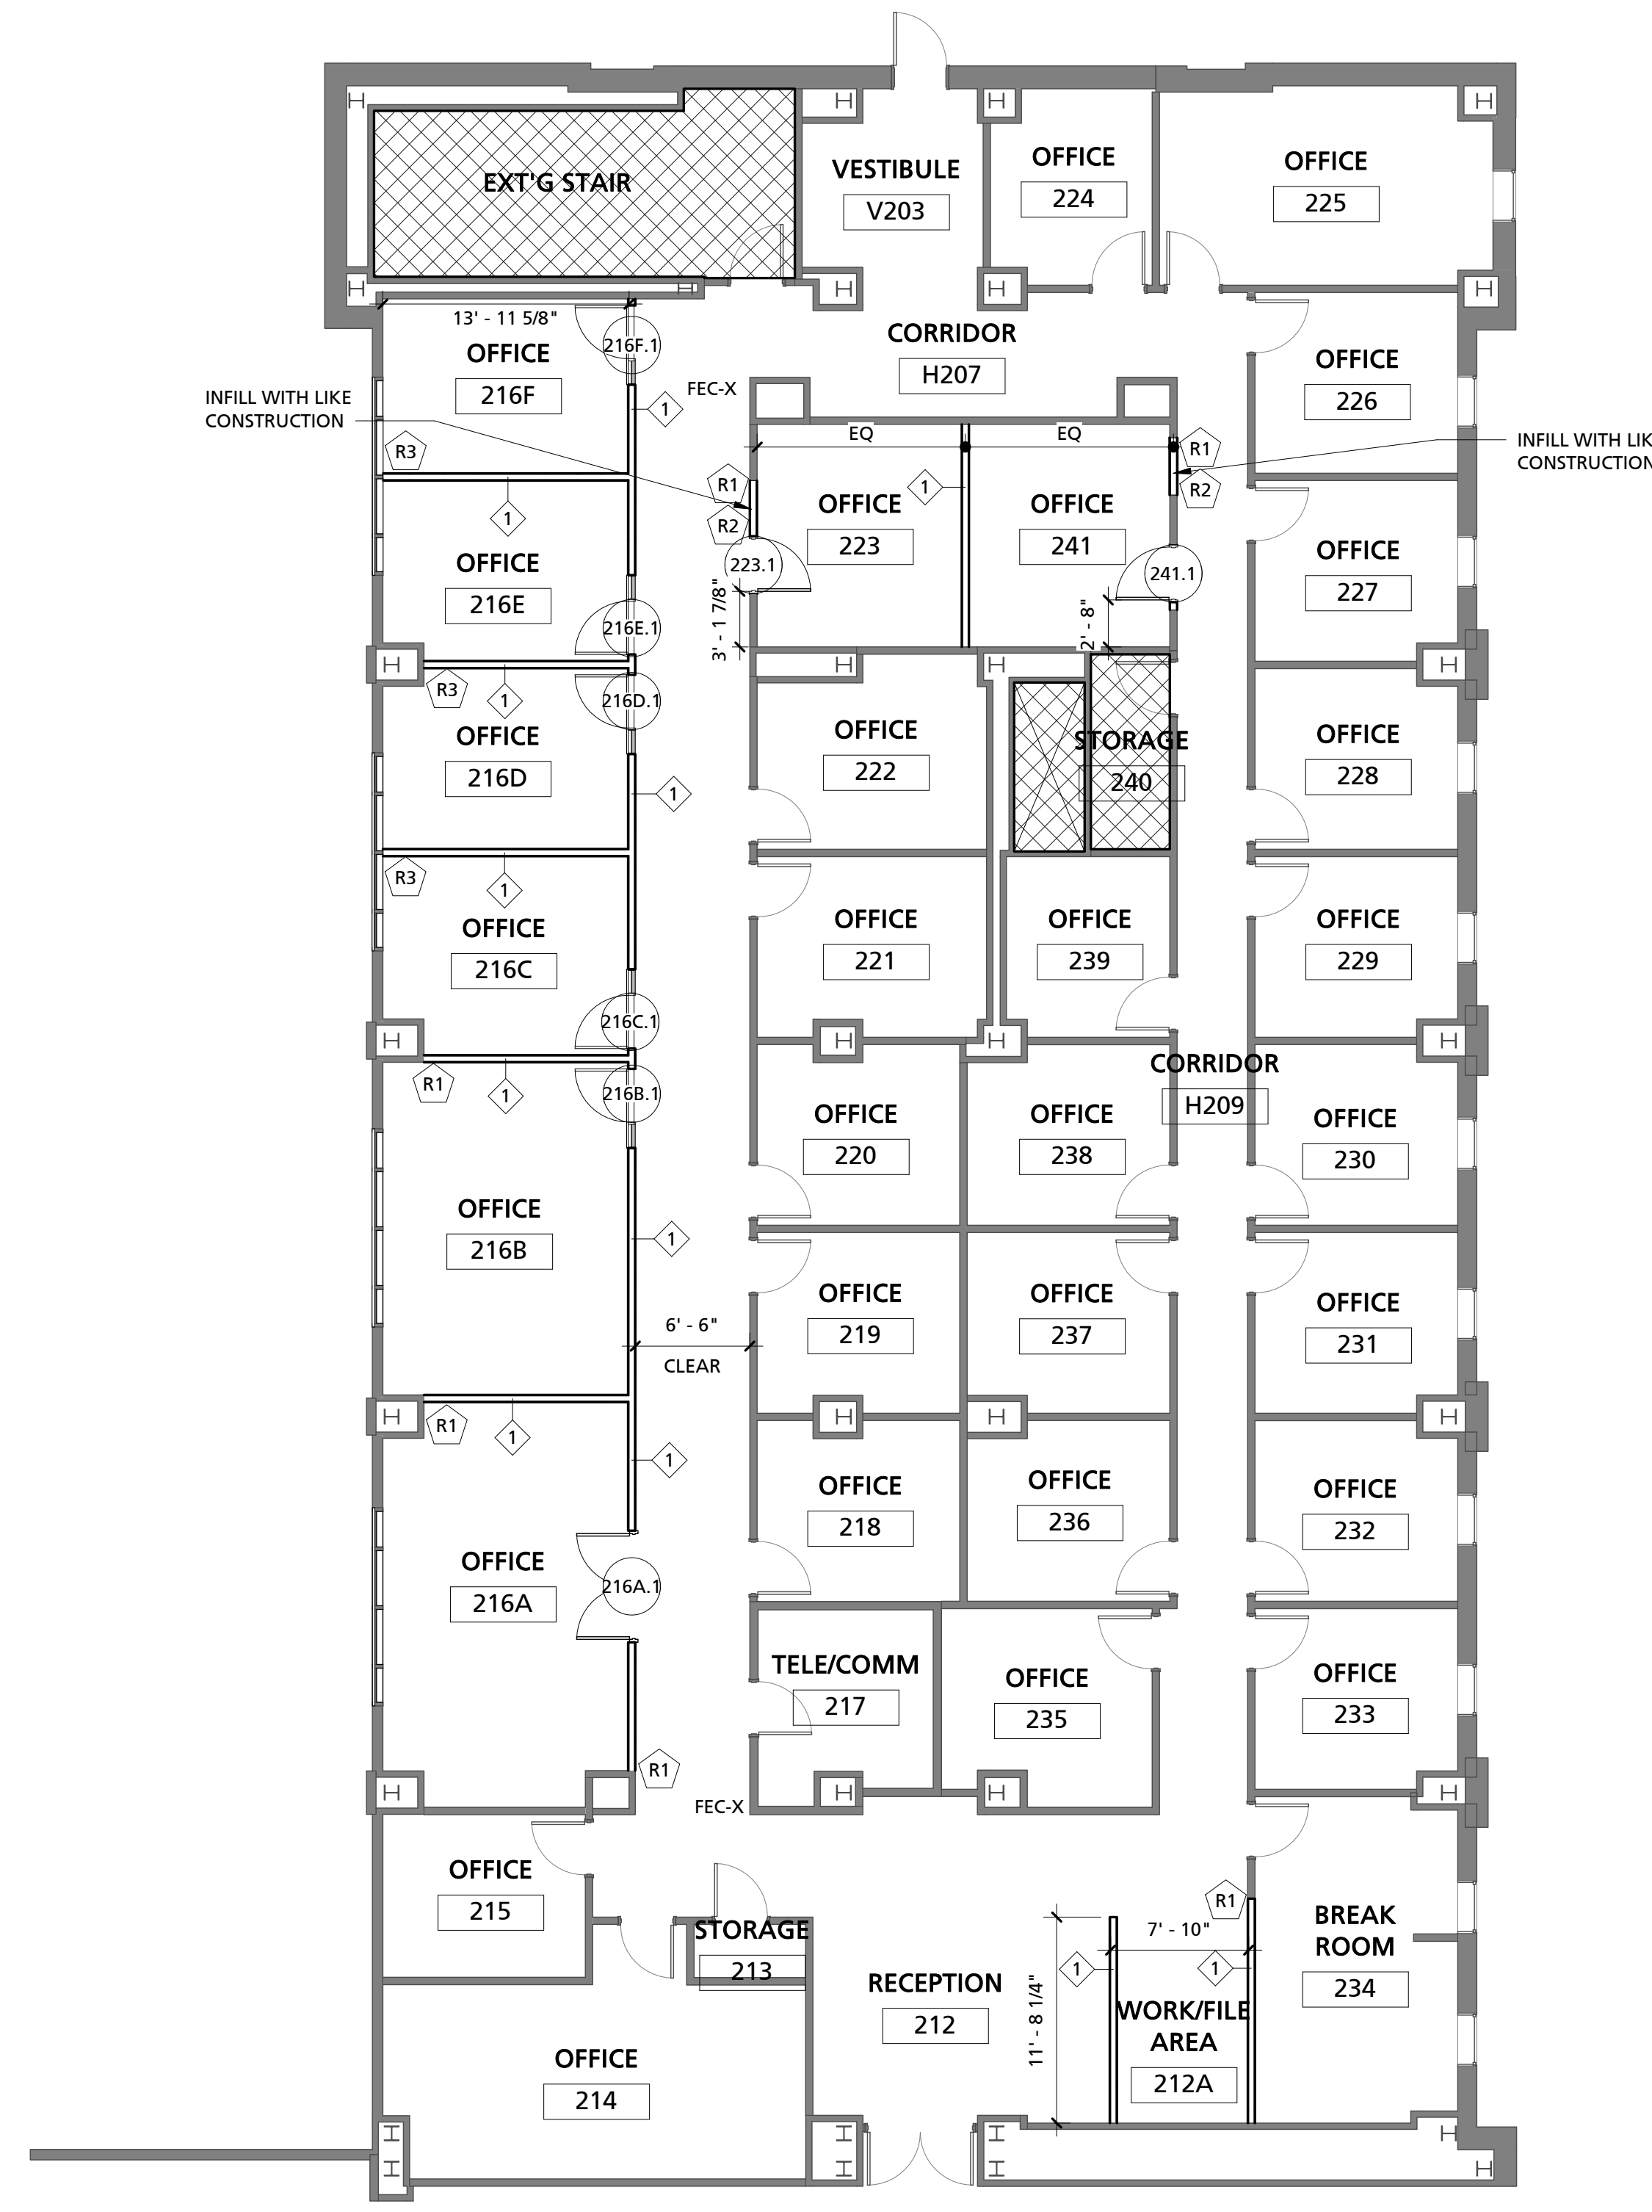 EXT'G STAIR
VESTIBULE
V203
OFFICE
224
OFFICE
225
13' - 11 5/8"
OFFICE
216F
216F.1
CORRIDOR
H207
OFFICE
226
FEC-X
1
INFILL WITH LIKE
CONSTRUCTION
R3
EQ
EQ
R1
R2
INFILL WITH LIK
CONSTRUCTION
R1
R2
1
1
OFFICE
223
OFFICE
241
223.1
241.1
3' - 1 7/8"
2' - 8"
OFFICE
227
OFFICE
216E
216E.1
R3
1
216D.1
OFFICE
216D
1
OFFICE
222
STORAGE
240
OFFICE
228
R3
1
OFFICE
216C
216C.1
OFFICE
221
OFFICE
239
OFFICE
229
CORRIDOR
H209
R1
1
216B.1
OFFICE
220
OFFICE
238
OFFICE
230
OFFICE
216B
1
6' - 6"
CLEAR
OFFICE
219
OFFICE
237
OFFICE
231
R1
1
1
OFFICE
218
OFFICE
236
OFFICE
232
OFFICE
216A
216A.1
TELE/COMM
217
OFFICE
235
OFFICE
233
R1
FEC-X
OFFICE
215
STORAGE
213
RECEPTION
212
11' - 8 1/4"
7' - 10"
1
1
R1
WORK/FILE
AREA
212A
BREAK
ROOM
234
OFFICE
214